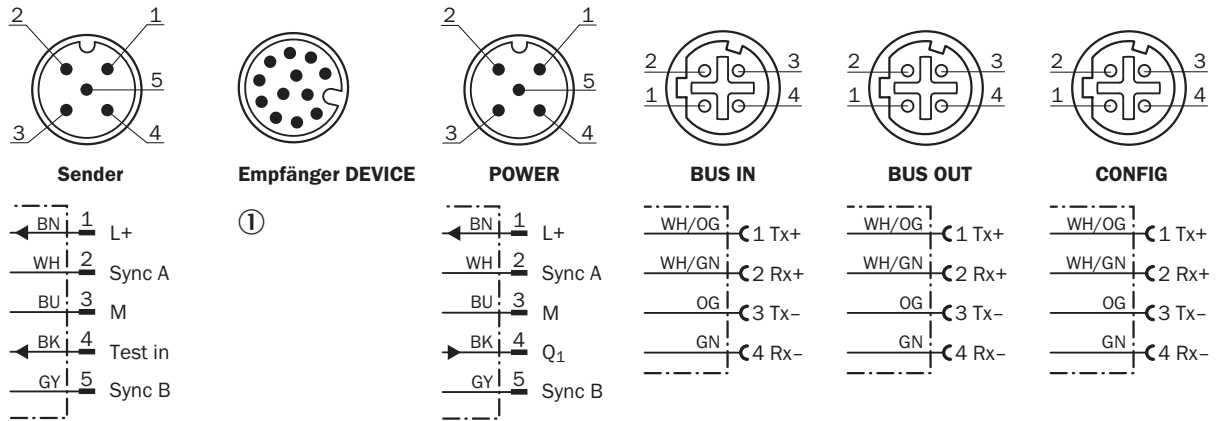 2 1
5
3 4
Sender
BN 1 L+
WH 2 Sync A
BU 3 M
BK 4 Test in
GY 5 Sync B
Empfänger DEVICE
①
2 1
5
3 4
POWER
BN 1 L+
WH 2 Sync A
BU 3 M
BK 4 Q1
GY 5 Sync B
2 3
1 4
BUS IN
WH/OG 1 Tx+
WH/GN 2 Rx+
OG 3 Tx–
GN 4 Rx–
2 3
1 4
BUS OUT
WH/OG 1 Tx+
WH/GN 2 Rx+
OG 3 Tx–
GN 4 Rx–
2 3
1 4
CONFIG
WH/OG 1 Tx+
WH/GN 2 Rx+
OG 3 Tx–
GN 4 Rx–